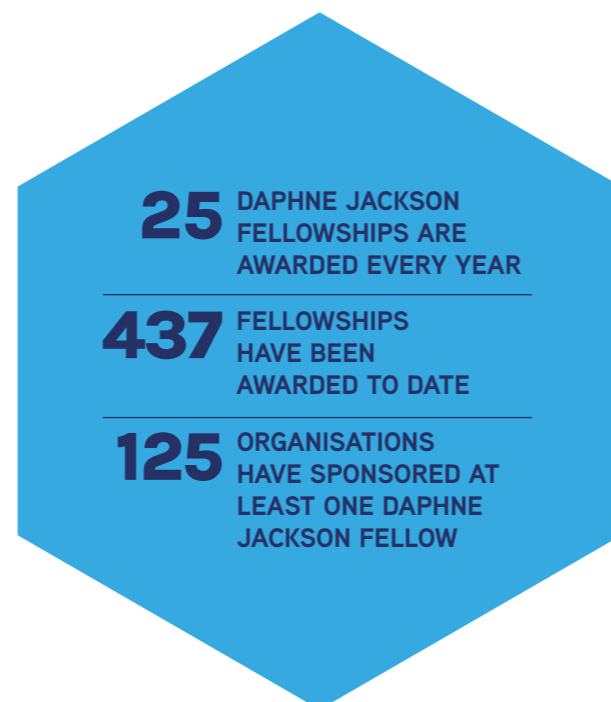 25 DAPHNE JACKSON
FELLOWSHIPS ARE
AWARDED EVERY YEAR
437 FELLOWSHIPS
HAVE BEEN
AWARDED TO DATE
125 ORGANISATIONS
HAVE SPONSORED AT
LEAST ONE DAPHNE
JACKSON FELLOW